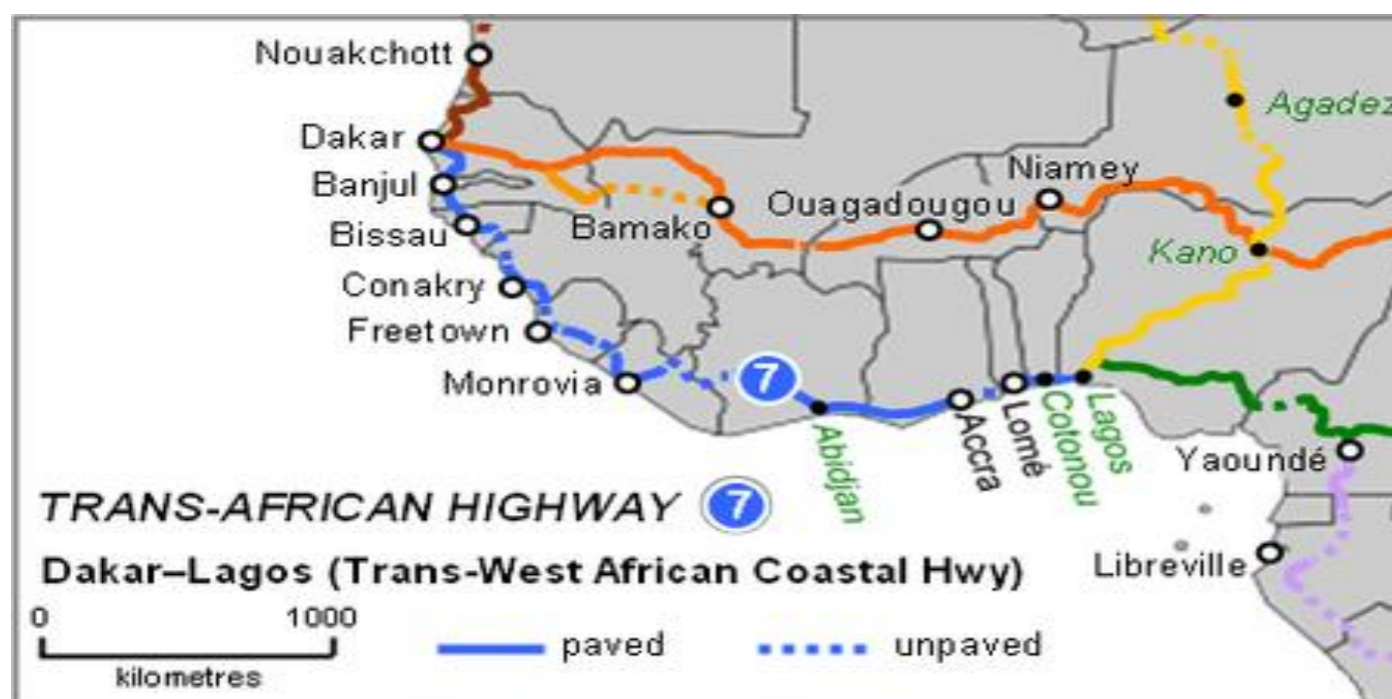 Nouakchott
Agadez
Dakar
Niamey
Banjul
Ouagadougou
Bissau
Bamako
Kano
Conakry
Freetown
7
Monrovia
Abidjan
Accra
Lomé
Cotonou
Lagos
Yaoundé
TRANS-AFRICAN HIGHWAY 7
Libreville
Dakar–Lagos (Trans-West African Coastal Hwy)
0 1000
kilometres
paved
unpaved